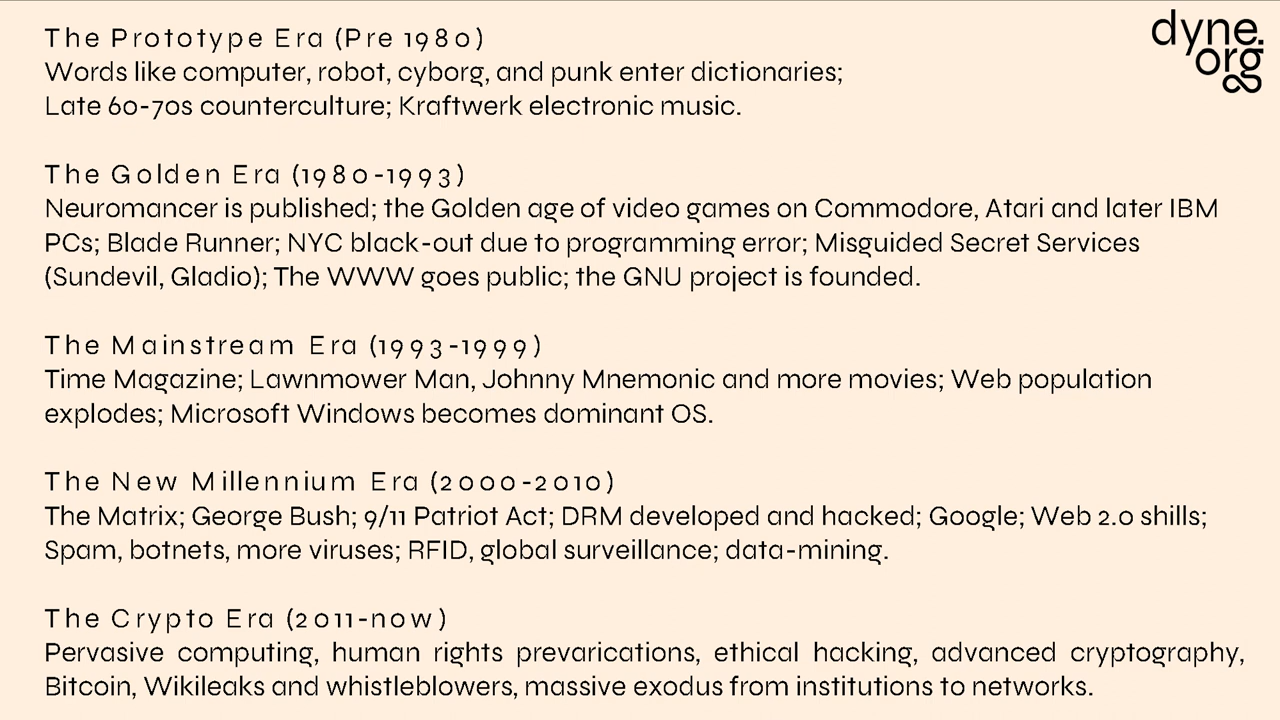 The Prototype Era (Pre 1980)
Words like computer, robot, cyborg, and punk enter dictionaries;
Late 60-70s counterculture; Kraftwerk electronic music.
The Golden Era (1980-1993)
Neuromancer is published; the Golden age of video games on Commodore, Atari and later IBM
PCs; Blade Runner; NYC black-out due to programming error; Misguided Secret Services
(Sundevil, Gladio); The WWW goes public; the GNU project is founded.
The Mainstream Era (1993-1999)
Time Magazine; Lawnmower Man, Johnny Mnemonic and more movies; Web population
explodes; Microsoft Windows becomes dominant OS.
The New Millennium Era (2000-2010)
The Matrix; George Bush; 9/11 Patriot Act; DRM developed and hacked; Google; Web 2.0 shills;
Spam, botnets, more viruses; RFID, global surveillance; data-mining.
The Crypto Era (2011-now)
Pervasive computing, human rights prevarications, ethical hacking, advanced cryptography,
Bitcoin, Wikileaks and whistleblowers, massive exodus from institutions to networks.
dyne.
org